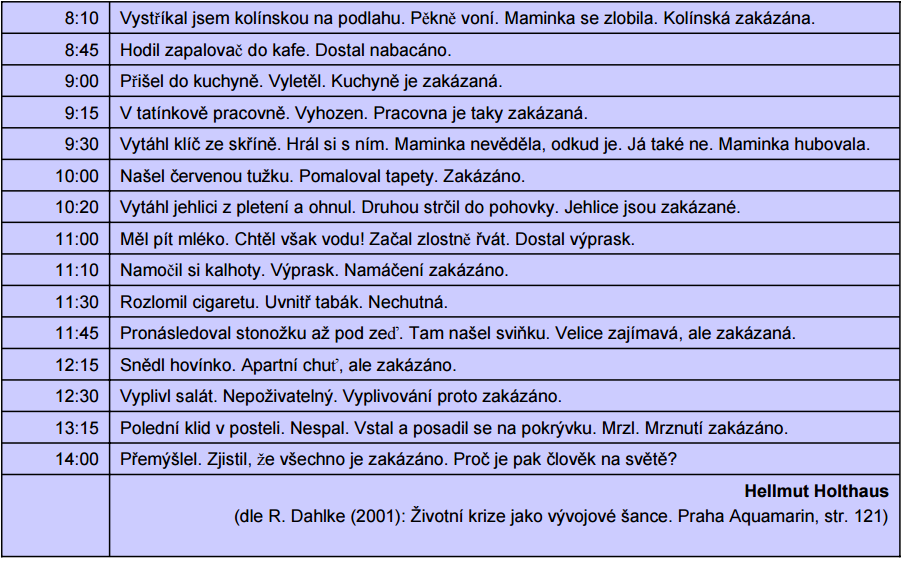 8:10 Vystříkal jsem kolínskou na podlahu. Pěkně voní. Maminka se zlobila. Kolínská zakázána.
8:45 Hodil zapalovač do kafe. Dostal nabacáno.
9:00 Přišel do kuchyně. Vyletěl. Kuchyně je zakázaná.
9:15 V tatínkově pracovně. Vyhozen. Pracovna je taky zakázaná.
9:30 Vytáhl klíč ze skříně. Hrál si s ním. Maminka nevěděla, odkud je. Já také ne. Maminka hubovala.
10:00 Našel červenou tužku. Pomaloval tapety. Zakázáno.
10:20 Vytáhl jehlici z pletení a ohnul. Druhou strčil do pohovky. Jehlice jsou zakázané.
11:00 Měl pít mléko. Chtěl však vodu! Začal zlostně řvát. Dostal výprask.
11:10 Namočil si kalhoty. Výprask. Namáčení zakázáno.
11:30 Rozlomil cigaretu. Uvnitř tabák. Nechutná.
11:45 Pronásledoval stonožku až pod zeď. Tam našel sviňku. Velice zajímavá, ale zakázaná.
12:15 Snědl hovínko. Apartní chuť, ale zakázáno.
12:30 Vyplivl salát. Nepoživatelný. Vyplivování proto zakázáno.
13:15 Polední klid v posteli. Nespal. Vstal a posadil se na pokrývku. Mrzl. Mrznutí zakázáno.
14:00 Přemýšlel. Zjistil, že všechno je zakázáno. Proč je pak člověk na světě?
Hellmut Holthaus
(dle R. Dahlke (2001): Životní krize jako vývojové šance. Praha Aquamarin, str. 121)